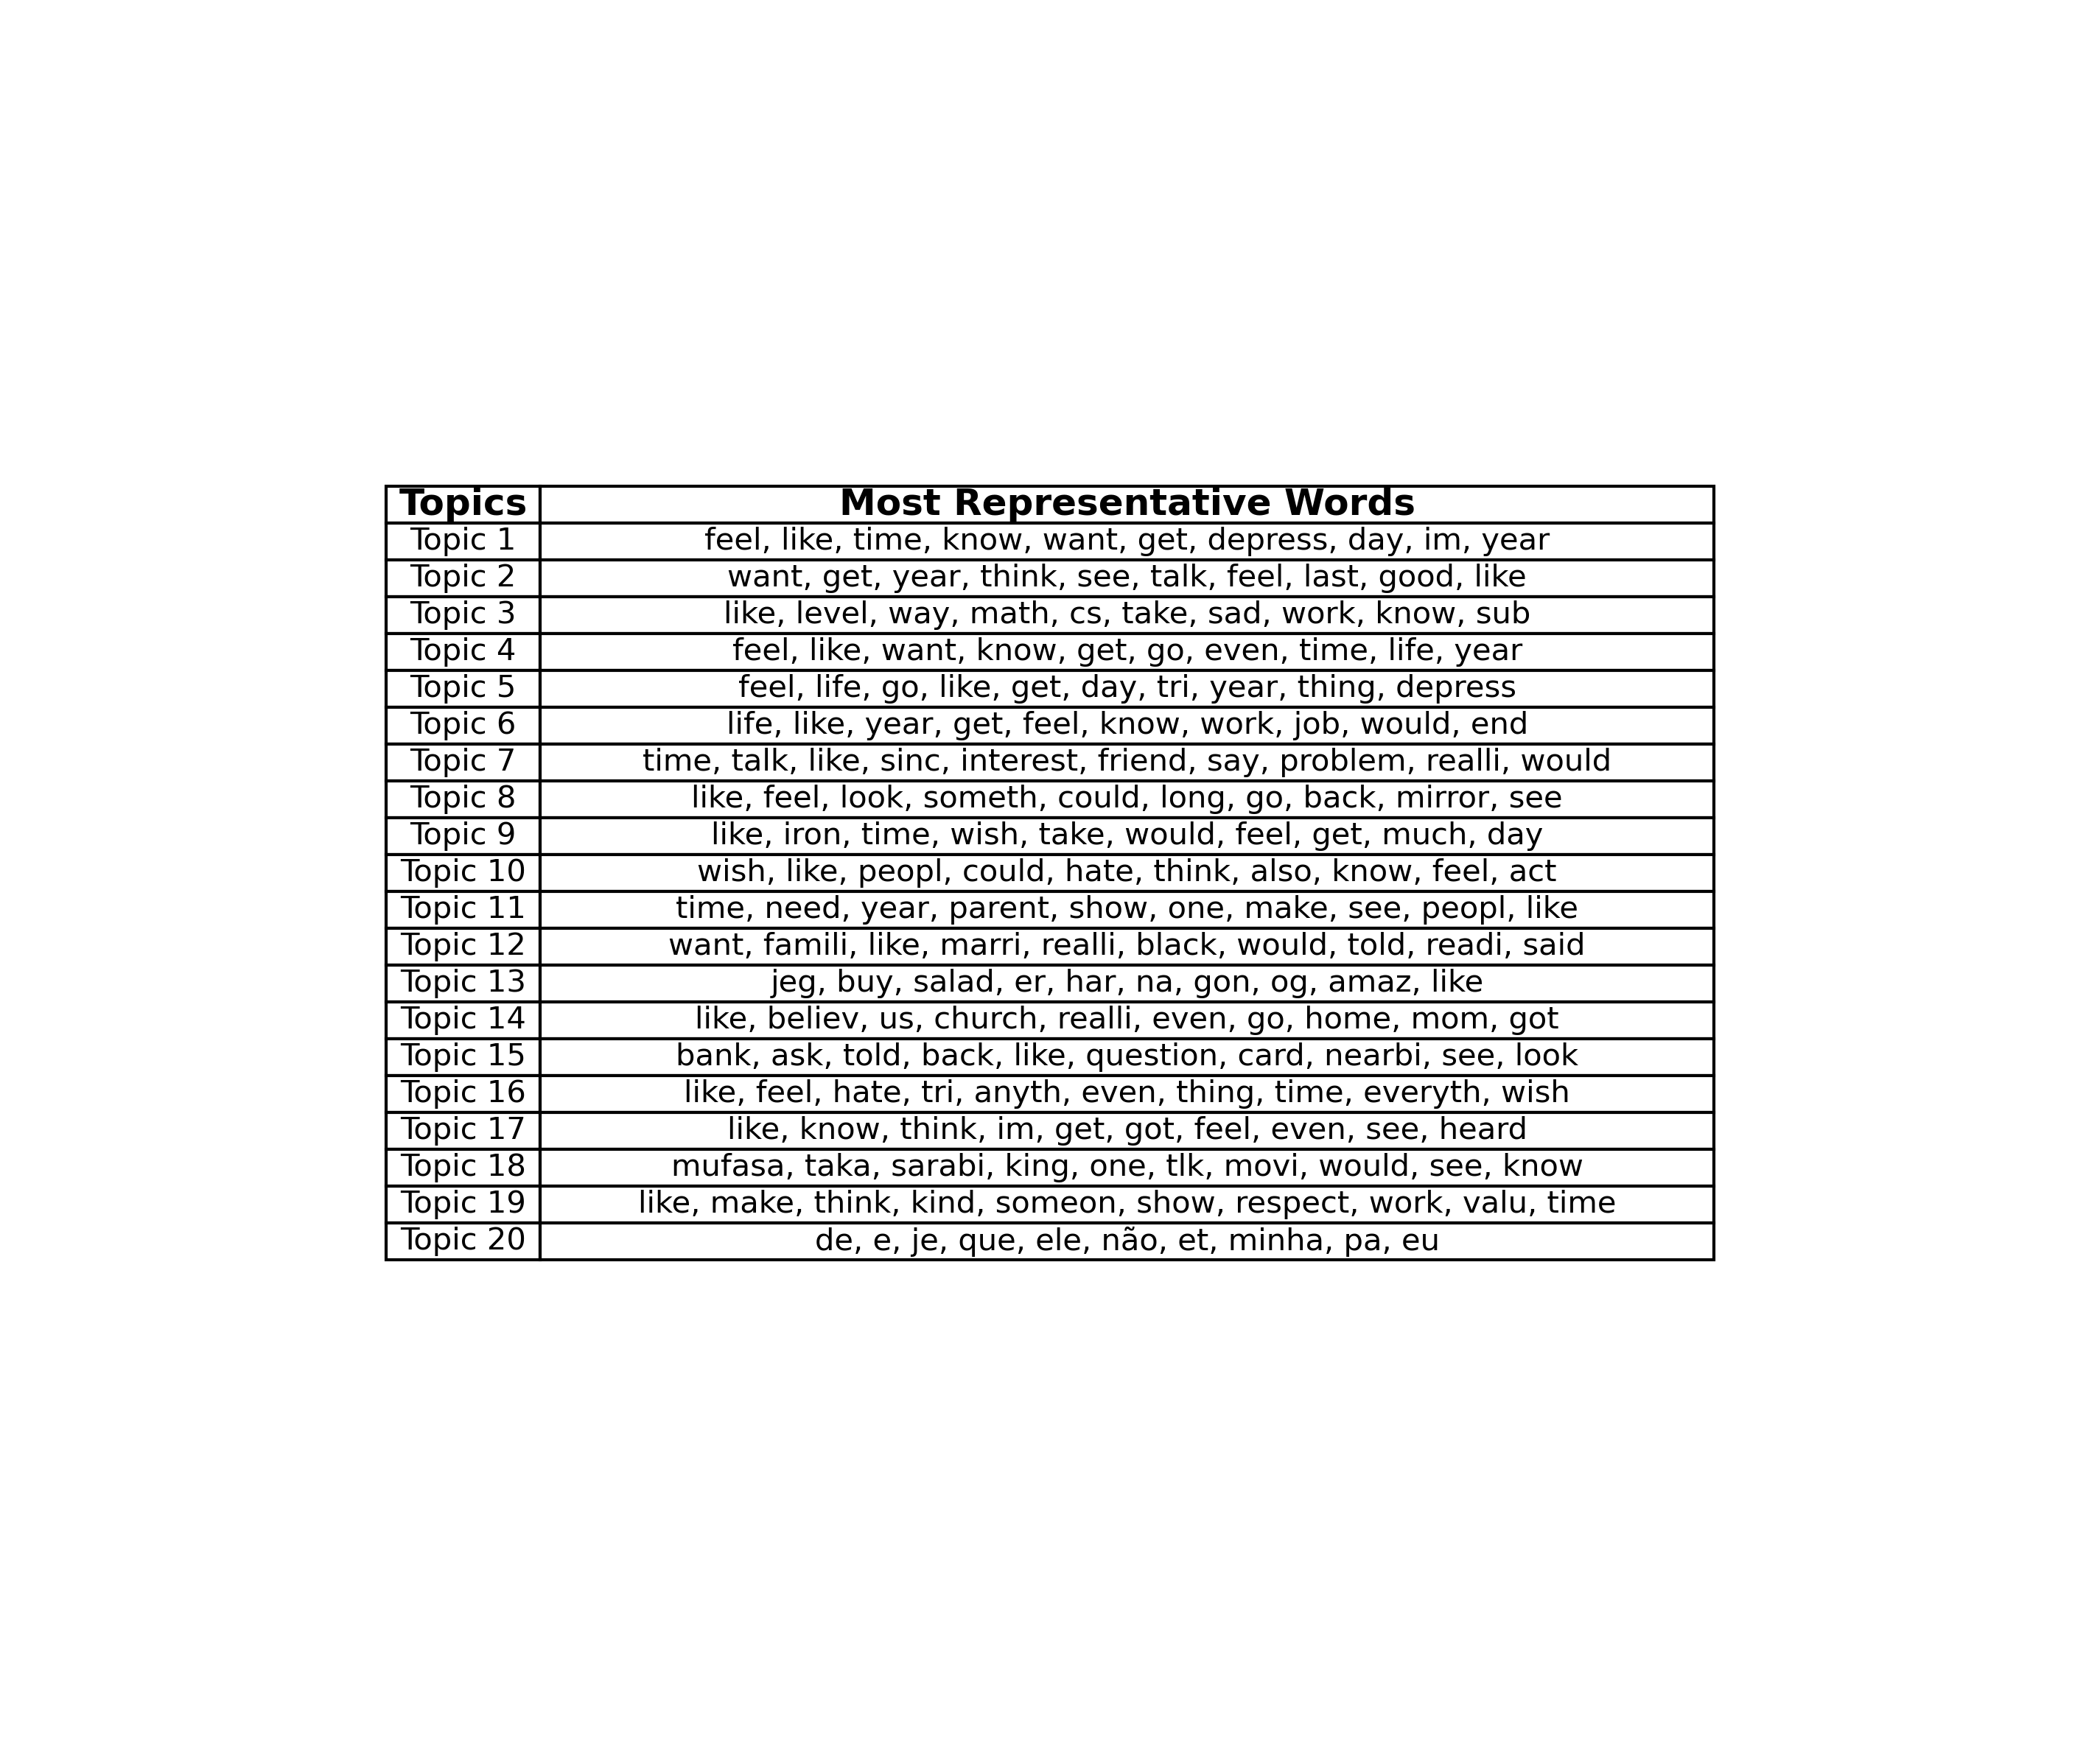 Topics Most Representative Words
Topic 1 feel, like, time, know, want, get, depress, day, im, year
Topic 2 want, get, year, think, see, talk, feel, last, good, like
Topic 3 like, level, way, math, cs, take, sad, work, know, sub
Topic 4 feel, like, want, know, get, go, even, time, life, year
Topic 5 feel, life, go, like, get, day, tri, year, thing, depress
Topic 6 life, like, year, get, feel, know, work, job, would, end
Topic 7 time, talk, like, sinc, interest, friend, say, problem, realli, would
Topic 8 like, feel, look, someth, could, long, go, back, mirror, see
Topic 9 like, iron, time, wish, take, would, feel, get, much, day
Topic 10 wish, like, peopl, could, hate, think, also, know, feel, act
Topic 11 time, need, year, parent, show, one, make, see, peopl, like
Topic 12 want, famili, like, marri, realli, black, would, told, readi, said
Topic 13 jeg, buy, salad, er, har, na, gon, og, amaz, like
Topic 14 like, believ, us, church, realli, even, go, home, mom, got
Topic 15 bank, ask, told, back, like, question, card, nearbi, see, look
Topic 16 like, feel, hate, tri, anyth, even, thing, time, everyth, wish
Topic 17 like, know, think, im, get, got, feel, even, see, heard
Topic 18 mufasa, taka, sarabi, king, one, tlk, movi, would, see, know
Topic 19 like, make, think, kind, someon, show, respect, work, valu, time
Topic 20 de, e, je, que, ele, não, et, minha, pa, eu